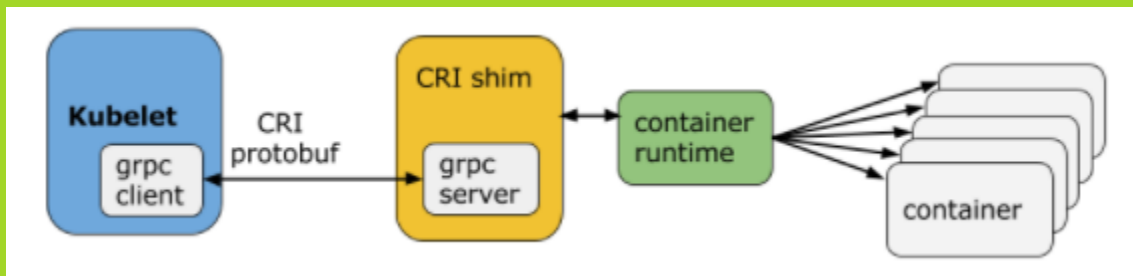 Kubelet
grpc
client
CRI
protobuf
CRI shim
grpc
server
container
runtime
container